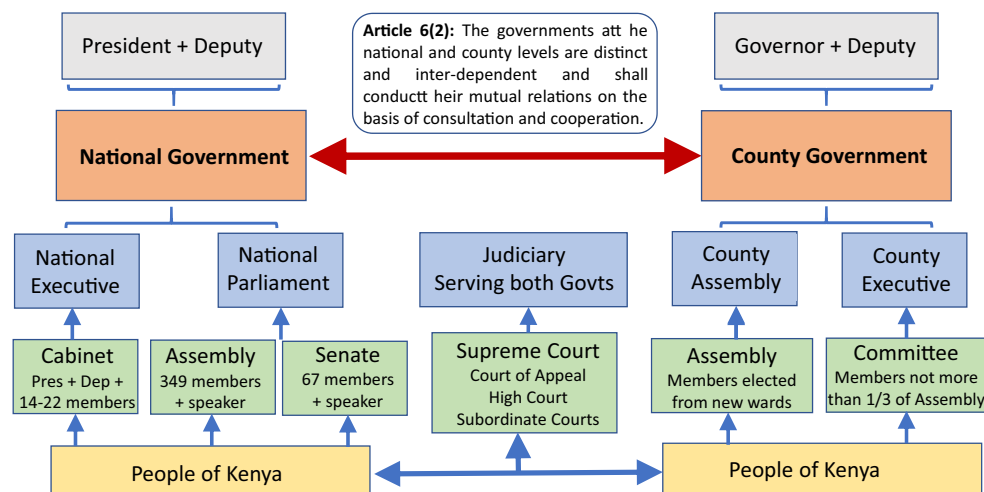 President + Deputy
Article 6(2): The governments att he
national and county levels are distinct
and inter-dependent and shall
conductt heir mutual relations on the
basis of consultation and cooperation.
Governor + Deputy
National Government
County Government
National
Executive
National
Parliament
Judiciary
Serving both Govts
County
Assembly
County
Executive
Cabinet
Pres + Dep +
14-22 members
Assembly
349 members
+ speaker
Senate
67 members
+ speaker
Supreme Court
Court of Appeal
High Court
Subordinate Courts
Assembly
Members elected
from new wards
Committee
Members not more
than 1/3 of Assembly
People of Kenya
People of Kenya